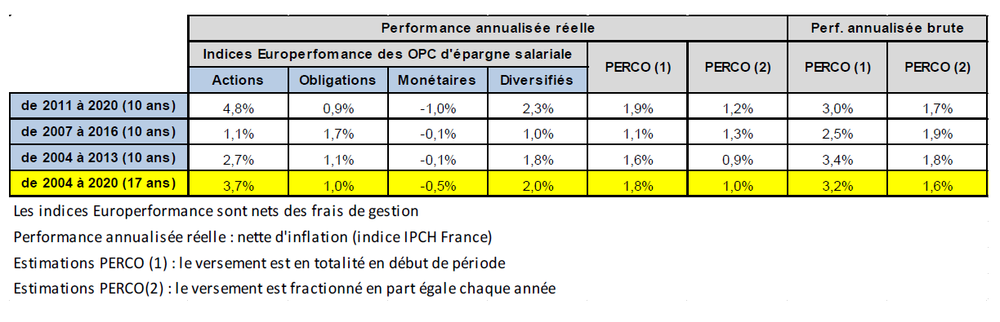 Performance annualisée réelle Perf. annualisée brute
Indices Europerfomance des OPC d'épargne salariale PERCO (1) PERCO (2) PERCO (1) PERCO (2)
Actions Obligations Monétaires Diversifiés
de 2011 à 2020 (10 ans) 4,8% 0,9% -1,0% 2,3% 1,9% 1,2% 3,0% 1,7%
de 2007 à 2016 (10 ans) 1,1% 1,7% -0,1% 1,0% 1,1% 1,3% 2,5% 1,9%
de 2004 à 2013 (10 ans) 2,7% 1,1% -0,1% 1,8% 1,6% 0,9% 3,4% 1,8%
de 2004 à 2020 (17 ans) 3,7% 1,0% -0,5% 2,0% 1,8% 1,0% 3,2% 1,6%
Les indices Europerformance sont nets des frais de gestion
Performance annualisée réelle : nette d'inflation (indice IPCH France)
Estimations PERCO (1) : le versement est en totalité en début de période
Estimations PERCO(2) : le versement est fractionné en part égale chaque année